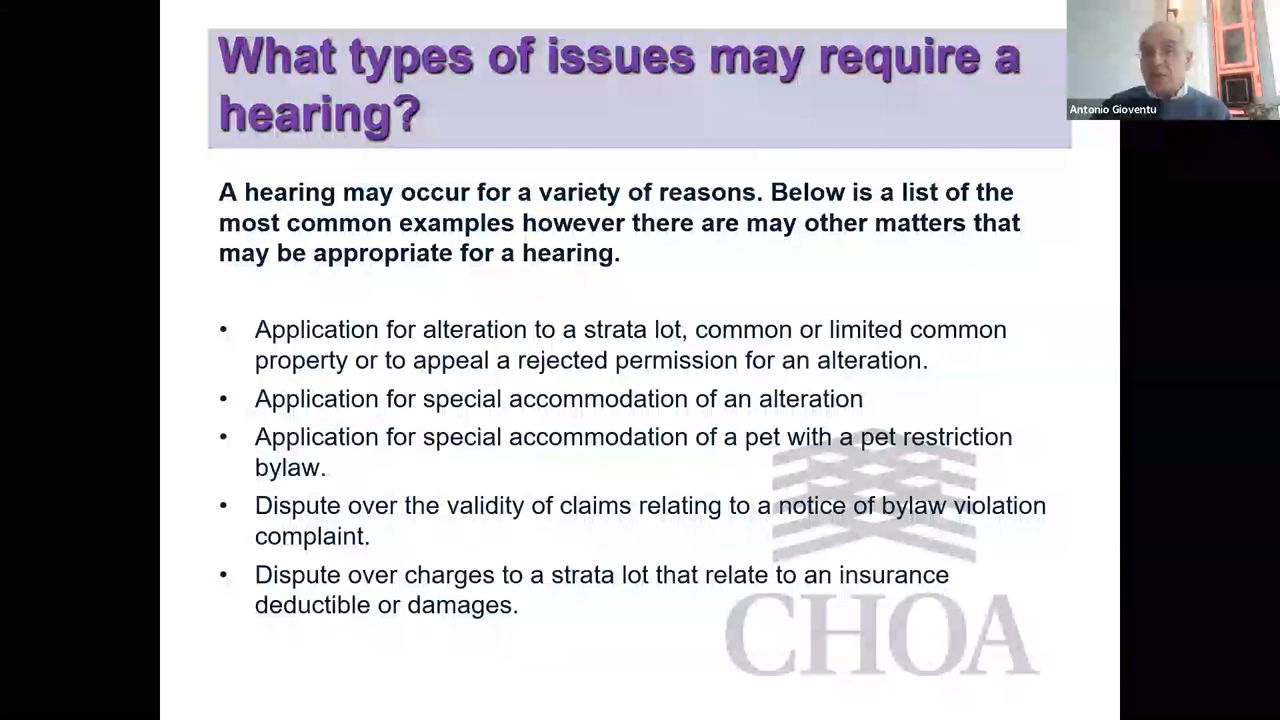 What types of issues may require a
hearing?
Antonio Gioventu
A hearing may occur for a variety of reasons. Below is a list of the
most common examples however there are may other matters that
may be appropriate for a hearing.
• Application for alteration to a strata lot, common or limited common
property or to appeal a rejected permission for an alteration.
• Application for special accommodation of an alteration
• Application for special accommodation of a pet with a pet restriction
bylaw.
• Dispute over the validity of claims relating to a notice of bylaw violation
complaint.
• Dispute over charges to a strata lot that relate to an insurance
deductible or damages.
CHOA